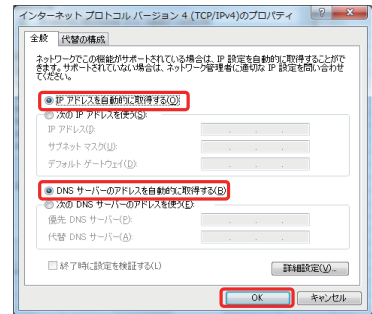 インターネット プロトコル バージョン 4 (TCP/IPv4)のプロパティ
全般 代替の構成
ネットワークでこの機能がサポートされている場合は、IP 設定を自動的に取得することがで
きます。サポートされていない場合は、ネットワーク管理者に適切な IP 設定を問い合わせ
てください。
IP アドレスを自動的に取得する(O)
次の IP アドレスを使う(S):
IP アドレス(I):
サブネット マスク(U):
デフォルト ゲートウェイ(D):
DNS サーバーのアドレスを自動的に取得する(B)
次の DNS サーバーのアドレスを使う(E):
優先 DNS サーバー(P):
代替 DNS サーバー(A):
終了時に設定を検証する(L)
詳細設定(V)...
OK キャンセル